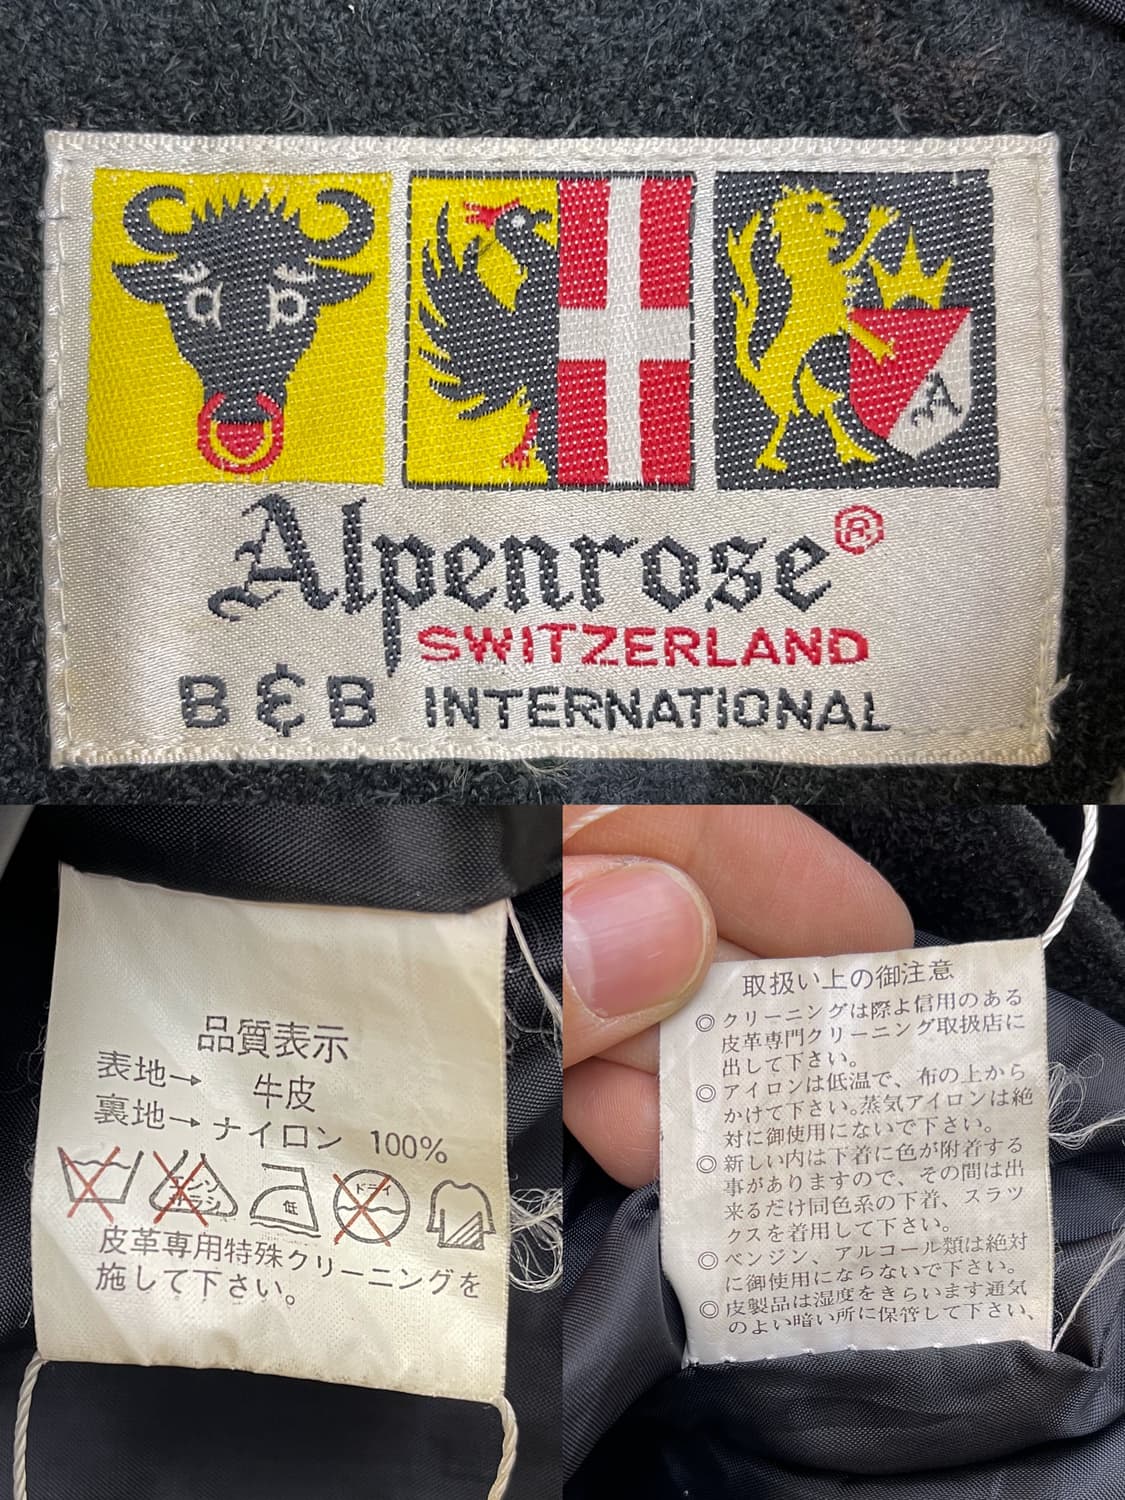 A
Alpenrose®
SWITZERLAND
B & B INTERNATIONAL
品質表示
表地→ 牛皮
裏地→ ナイロン 100%
エンソ
サラシ
低
ドライ
皮革専用特殊クリーニングを
施して下さい。
取扱い上の御注意
◎クリーニングは際よ信用のある
皮革専門クリーニング取扱店に
出して下さい。
◎アイロンは低温で、布の上から
かけて下さい。蒸気アイロンは絶
対に御使用にないで下さい。
◎新しい内は下着に色が附着する
事がありますので、その間は出
来るだけ同色系の下着、スラッ
クスを着用して下さい。
◎ベンジン、アルコール類は絶対
に御使用にならないで下さい。
◎皮製品は湿度をきらいます通気
のよい暗い所に保管して下さい、